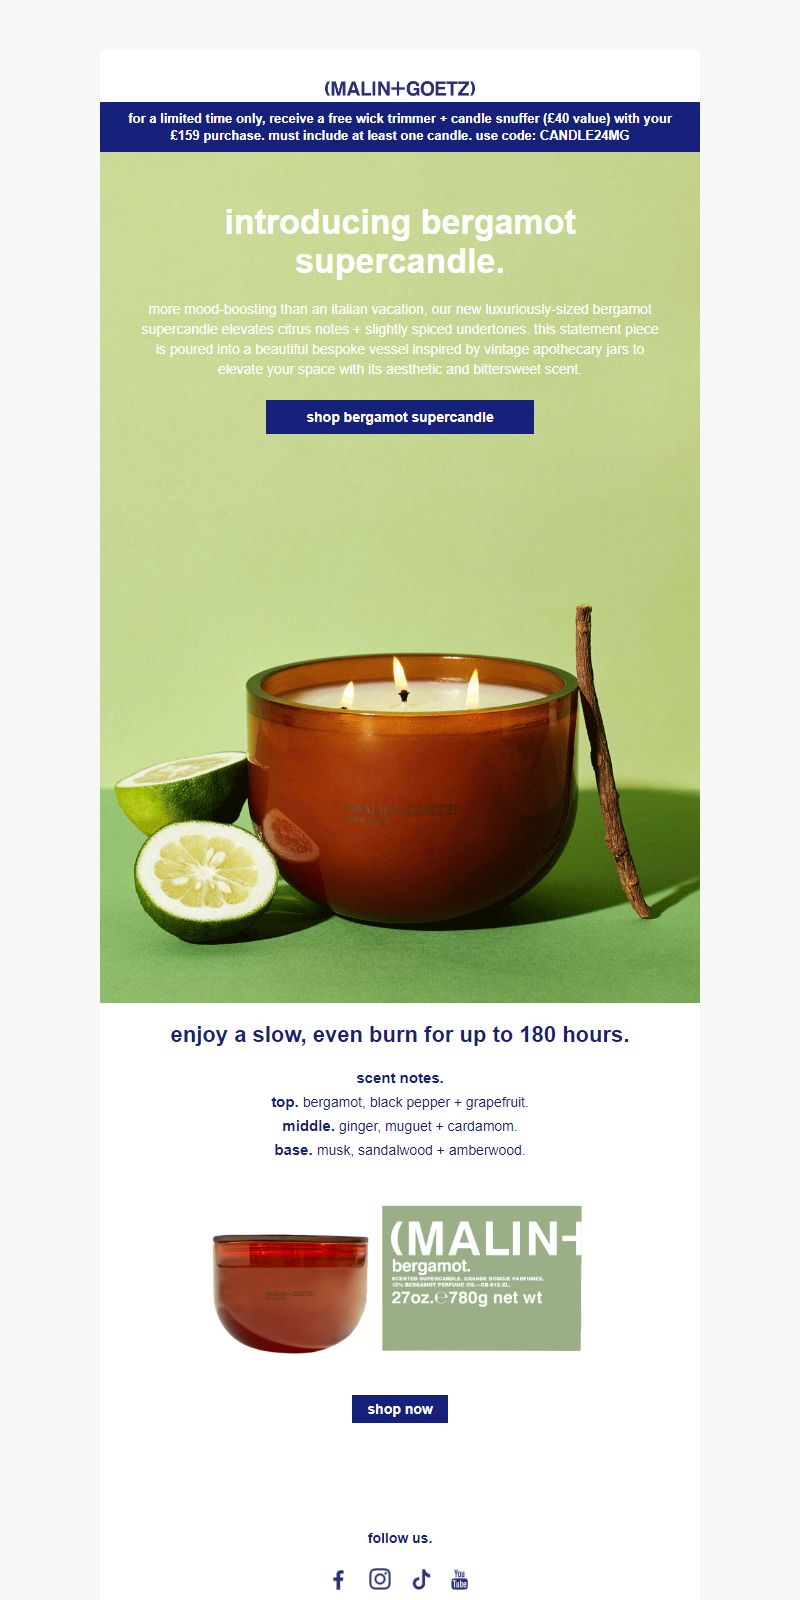 (MALIN+GOETZ)
for a limited time only, receive a free wick trimmer + candle snuffer (£40 value) with your
£159 purchase. must include at least one candle. use code: CANDLE24MG
introducing bergamot
supercandle.
more mood-boosting than an italian vacation, our new luxuriously-sized bergamot
supercandle elevates citrus notes + slightly spiced undertones. this statement piece
is poured into a beautiful bespoke vessel inspired by vintage apothecary jars to
elevate your space with its aesthetic and bittersweet scent.
shop bergamot supercandle
(MALIN+GOETZ)
enjoy a slow, even burn for up to 180 hours.
scent notes.
top. bergamot, black pepper + grapefruit.
middle. ginger, muguet + cardamom.
base. musk, sandalwood + amberwood.
(MALIN+GOETZ)
(MALIN+
bergamot.
SCENTED SUPERCANDLE. GRANDE BOUGIE PARFUMÉE.
13% BERGAMOT PERFUME OIL—CB-612-XL.
27oz.℮780g net wt
shop now
follow us.
You
Tube